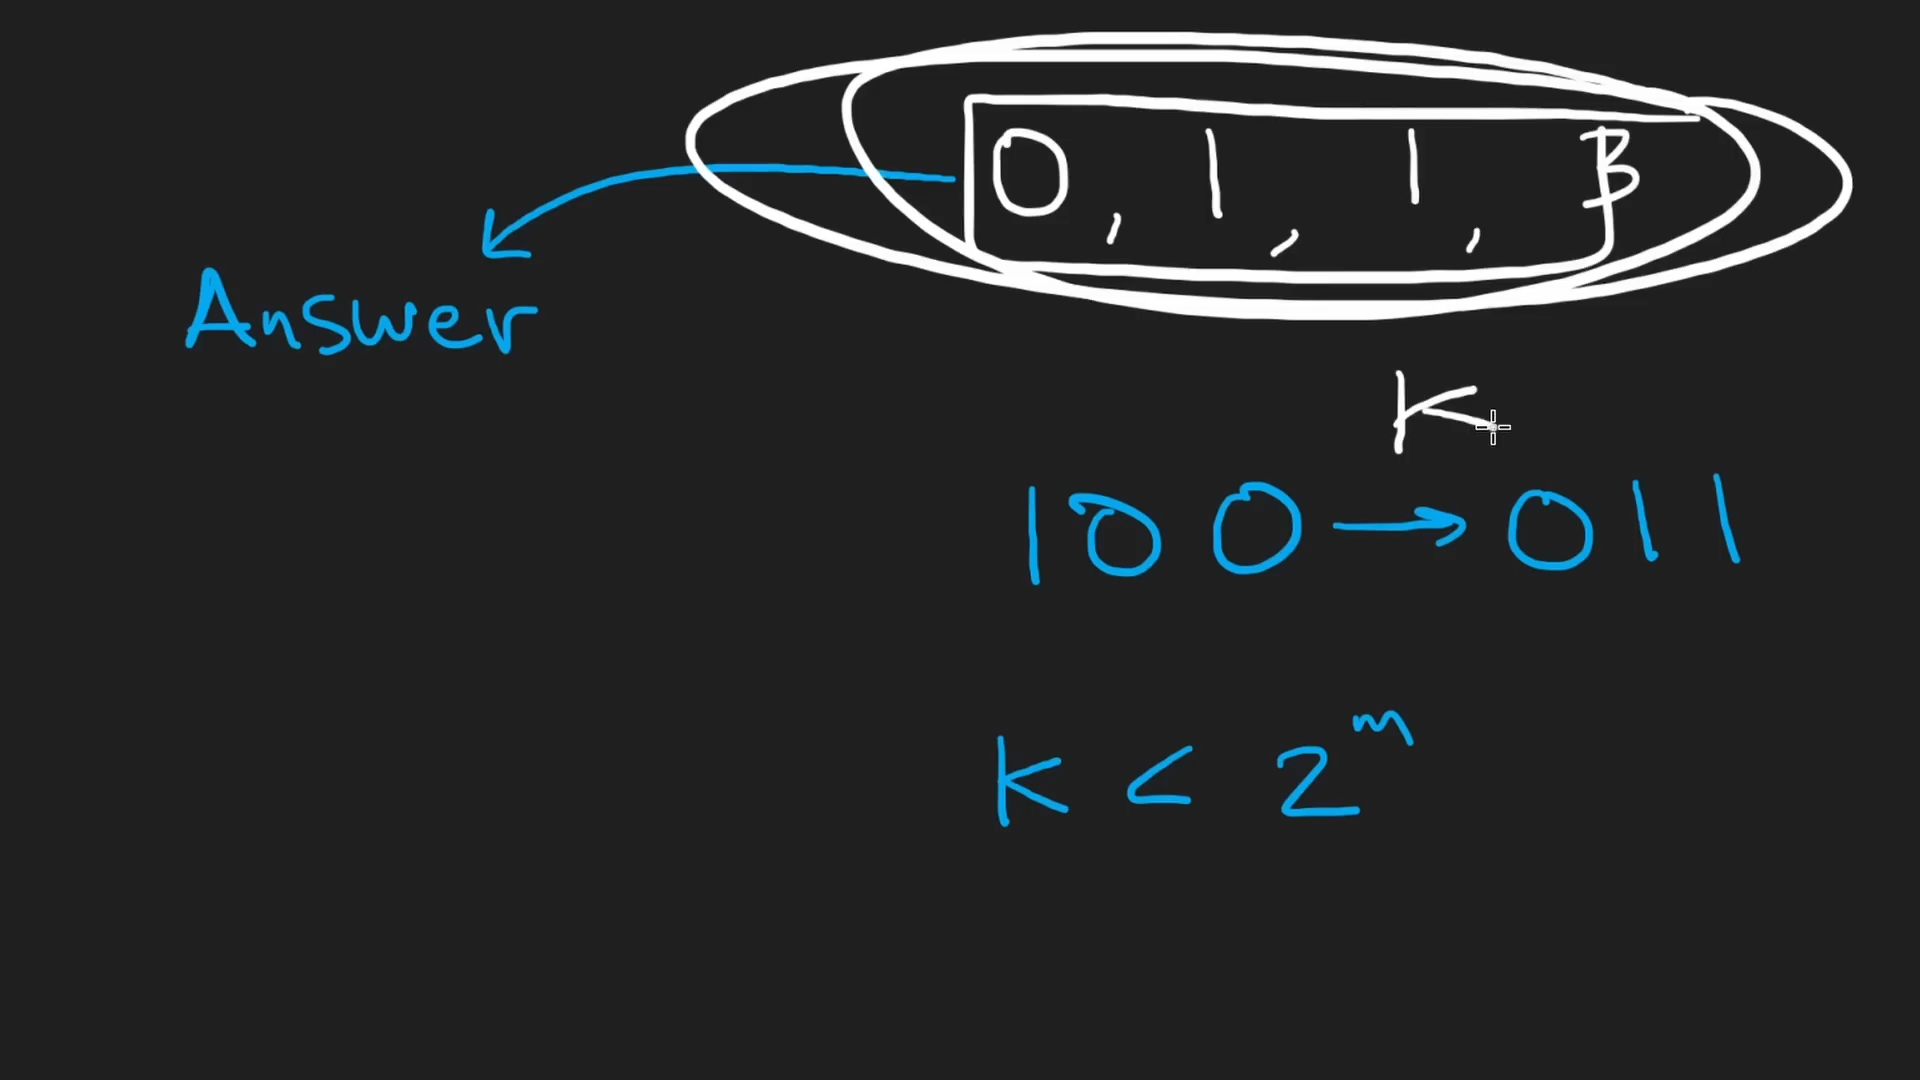 0, 1, 1, 3
Answer
K
100 → 011
K < 2^m